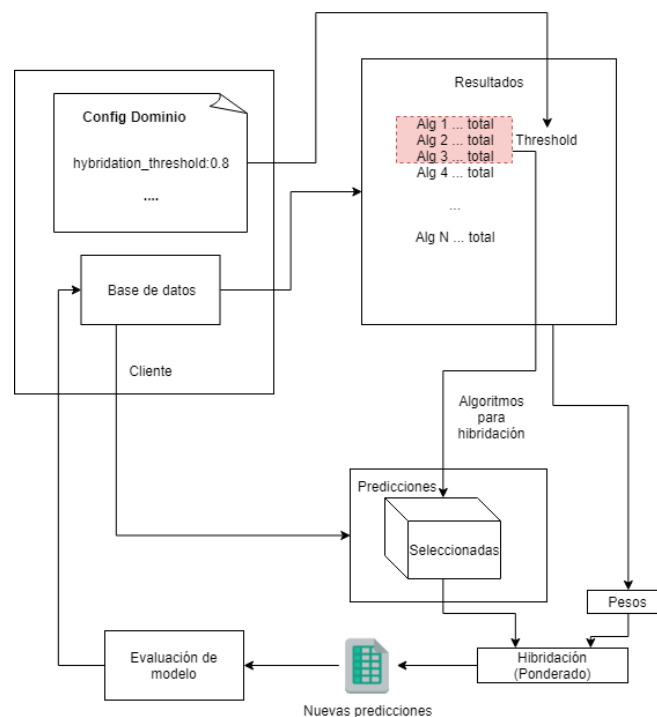 Config Dominio
hybridation_threshold:0.8
....
Base de datos
Cliente
Resultados
Alg 1 ... total
Alg 2 ... total
Alg 3 ... total
Alg 4 ... total
...
Alg N ... total
Threshold
Algoritmos
para
hibridación
Predicciones
Seleccionadas
Pesos
Hibridación
(Ponderado)
Nuevas predicciones
Evaluación de
modelo